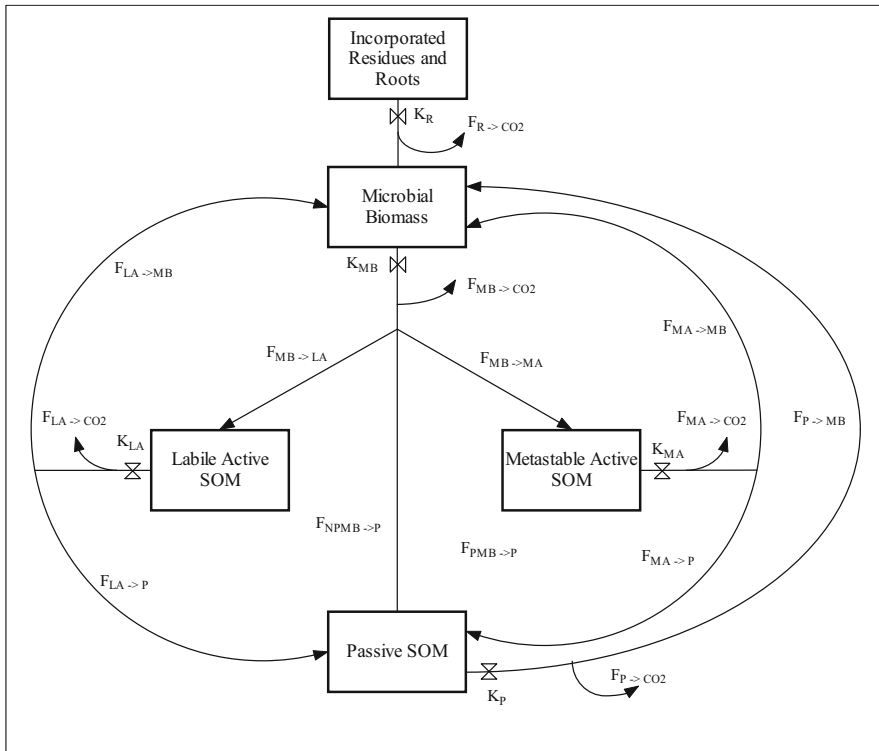 Incorporated
Residues and
Roots
K_R
F_R -> CO2
Microbial
Biomass
K_MB
F_LA ->MB
F_MB -> CO2
F_MB -> LA
F_MB ->MA
F_MA ->MB
F_LA -> CO2
F_MA -> CO2
F_P -> MB
K_LA
K_MA
Labile Active
SOM
Metastable Active
SOM
F_NPMB ->P
F_PMB ->P
F_LA -> P
F_MA -> P
Passive SOM
K_P
F_P -> CO2